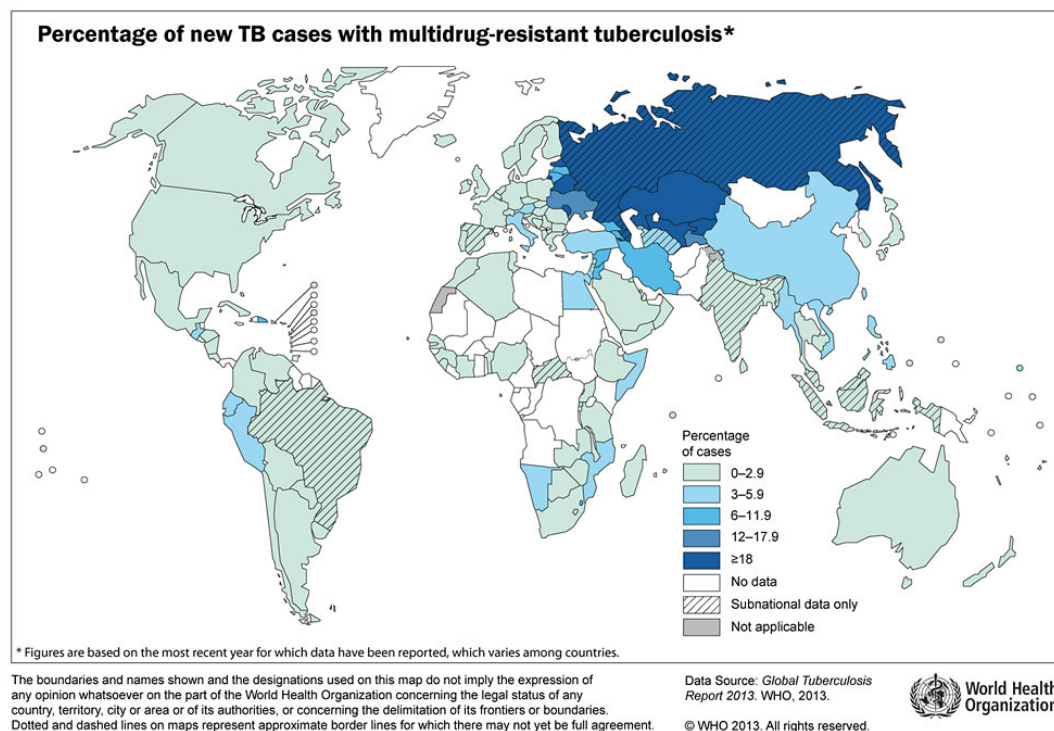 Percentage of new TB cases with multidrug-resistant tuberculosis*
Percentage
of cases
0–2.9
3–5.9
6–11.9
12–17.9
≥18
No data
Subnational data only
Not applicable
* Figures are based on the most recent year for which data have been reported, which varies among countries.
The boundaries and names shown and the designations used on this map do not imply the expression of
any opinion whatsoever on the part of the World Health Organization concerning the legal status of any
country, territory, city or area or of its authorities, or concerning the delimitation of its frontiers or boundaries.
Dotted and dashed lines on maps represent approximate border lines for which there may not yet be full agreement.
Data Source: Global Tuberculosis
Report 2013. WHO, 2013.
© WHO 2013. All rights reserved.
World Health
Organization